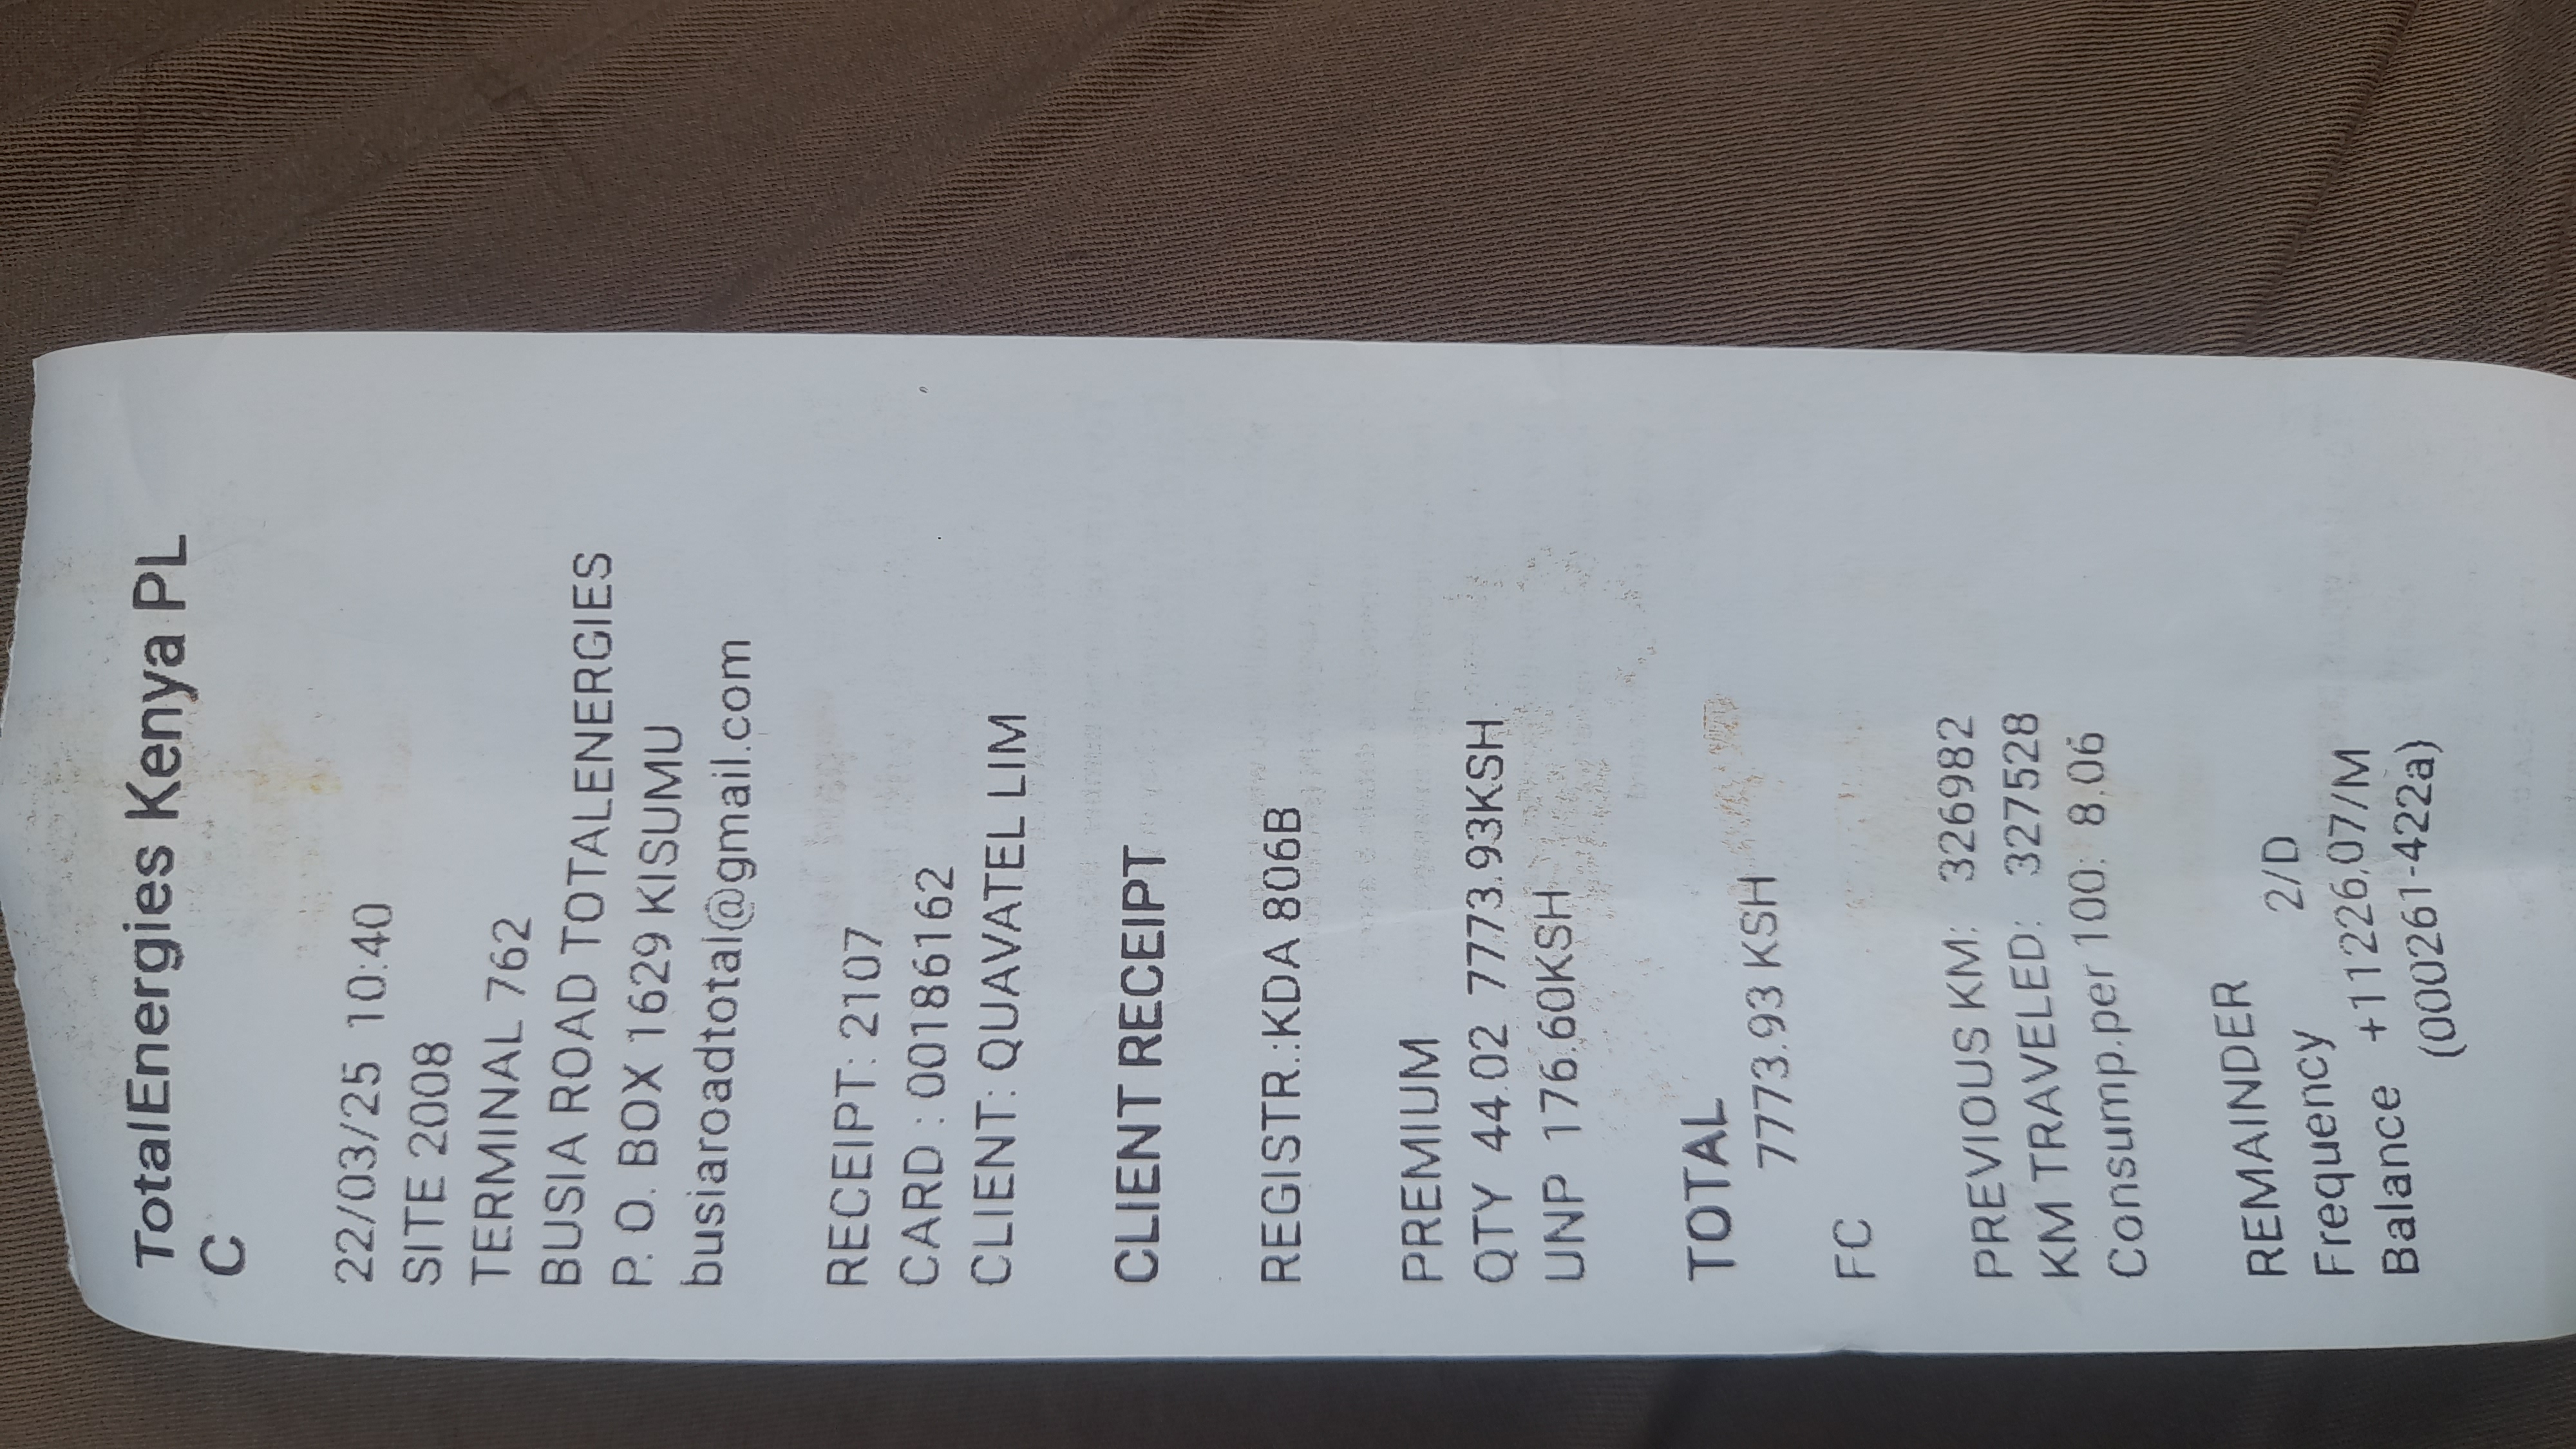 TotalEnergies Kenya PL
C
22/03/25 10:40
SITE 2008
TERMINAL 762
BUSIA ROAD TOTALENERGIES
P. O. BOX 1629 KISUMU
busiaroadtotal@gmail.com
RECEIPT: 2107
CARD : 00186162
CLIENT: QUAVATEL LIM
CLIENT RECEIPT
REGISTR.:KDA 806B
PREMIUM
QTY 44.02 7773.93KSH
UNP 176.60KSH
TOTAL
7773.93 KSH
FC
PREVIOUS KM: 326982
KM TRAVELED: 327528
Consump.per 100: 8.06
REMAINDER
Frequency 2/D
Balance +11226.07/M
(000261-422a)